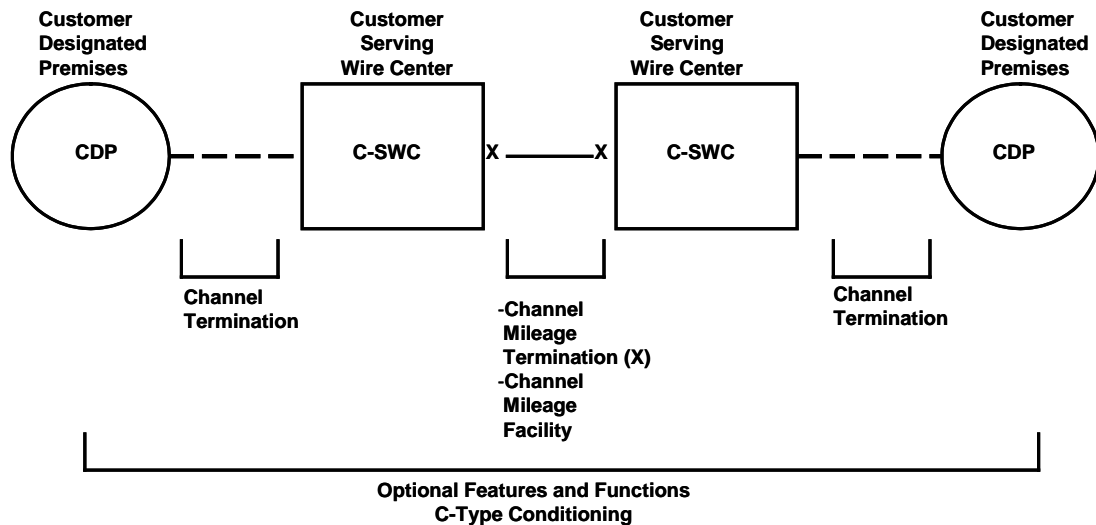 Customer
Designated
Premises
Customer
Serving
Wire Center
Customer
Serving
Wire Center
Customer
Designated
Premises
CDP
C-SWC
X
X
C-SWC
CDP
Channel
Termination
-Channel
Mileage
Termination (X)
-Channel
Mileage
Facility
Channel
Termination
Optional Features and Functions
C-Type Conditioning